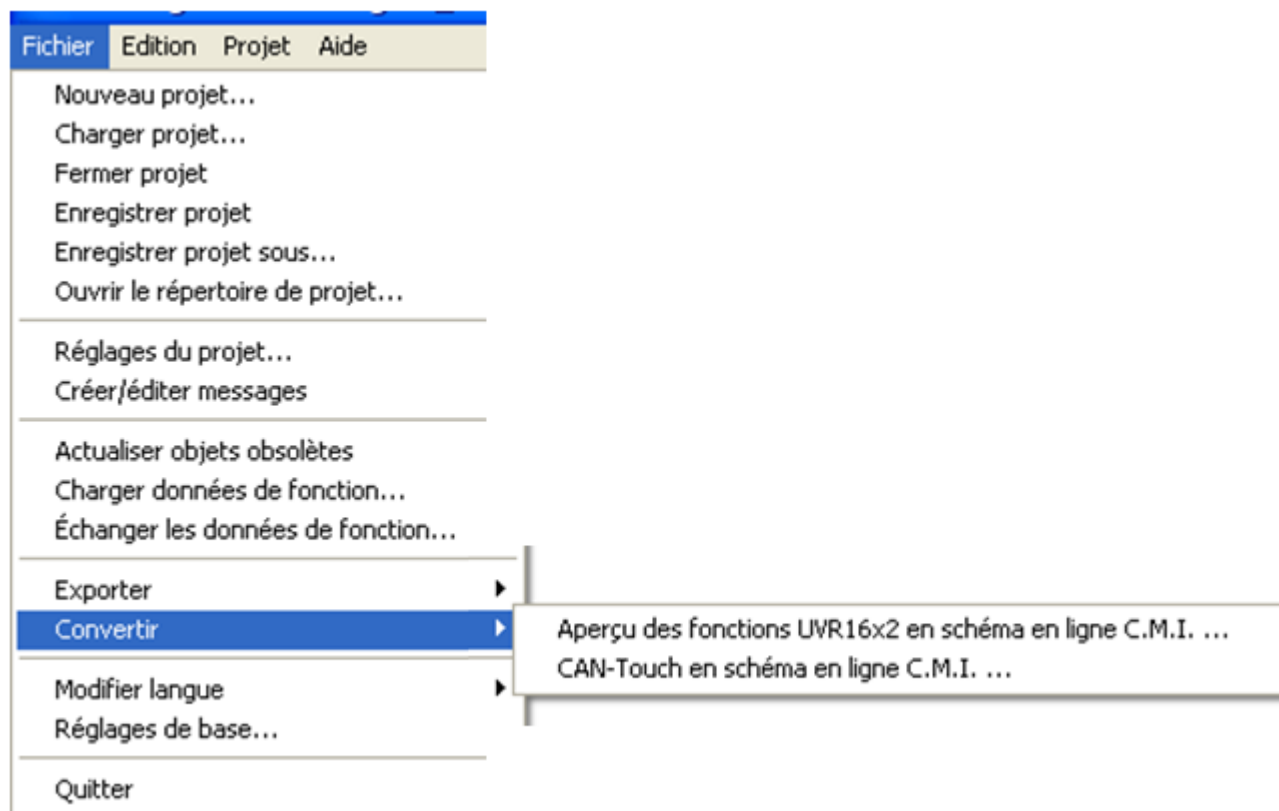 Fichier Edition Projet Aide
Nouveau projet...
Charger projet...
Fermer projet
Enregistrer projet
Enregistrer projet sous...
Ouvrir le répertoire de projet...
Réglages du projet...
Créer/éditer messages
Actualiser objets obsolètes
Charger données de fonction...
Échanger les données de fonction...
Exporter
Convertir
Aperçu des fonctions UVR16x2 en schéma en ligne C.M.I. ...
CAN-Touch en schéma en ligne C.M.I. ...
Modifier langue
Réglages de base...
Quitter